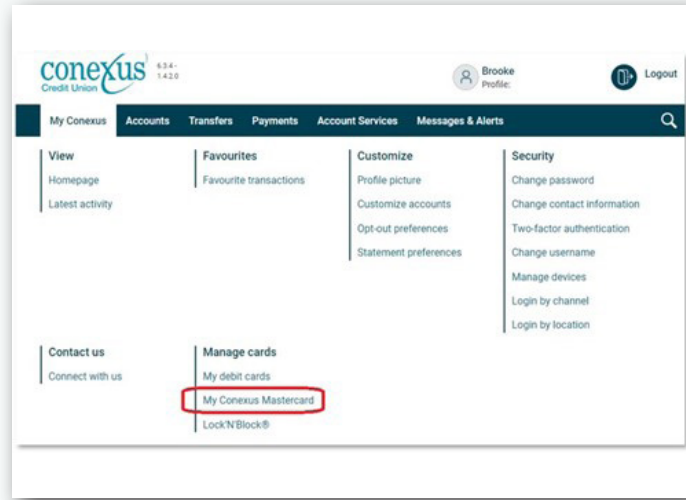 conexus
Credit Union
6.3.4 -
1.4.2.0
Brooke
Profile:
Logout
My Conexus Accounts Transfers Payments Account Services Messages & Alerts
View
Homepage
Latest activity
Favourites
Favourite transactions
Customize
Profile picture
Customize accounts
Opt-out preferences
Statement preferences
Security
Change password
Change contact information
Two-factor authentication
Change username
Manage devices
Login by channel
Login by location
Contact us
Connect with us
Manage cards
My debit cards
My Conexus Mastercard
Lock'N'Block®